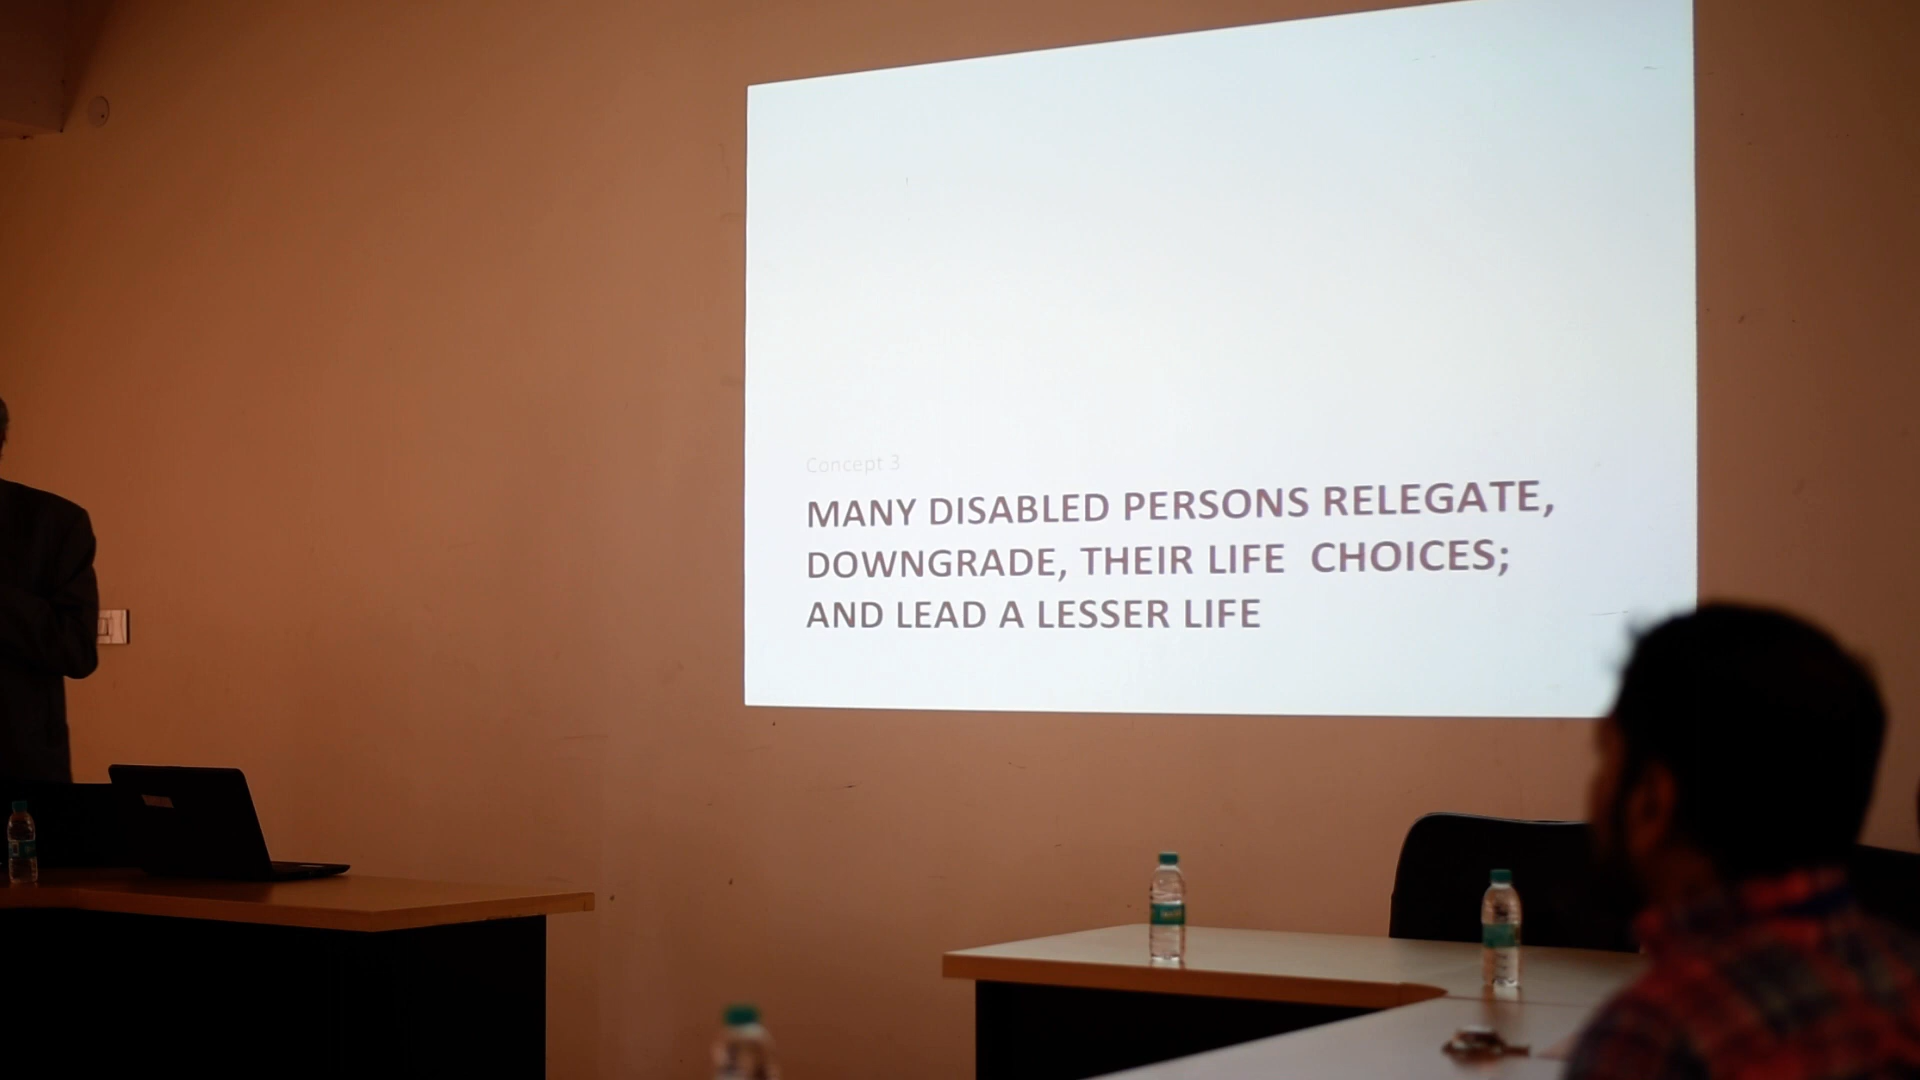 Concept 3
MANY DISABLED PERSONS RELEGATE,
DOWNGRADE, THEIR LIFE CHOICES;
AND LEAD A LESSER LIFE